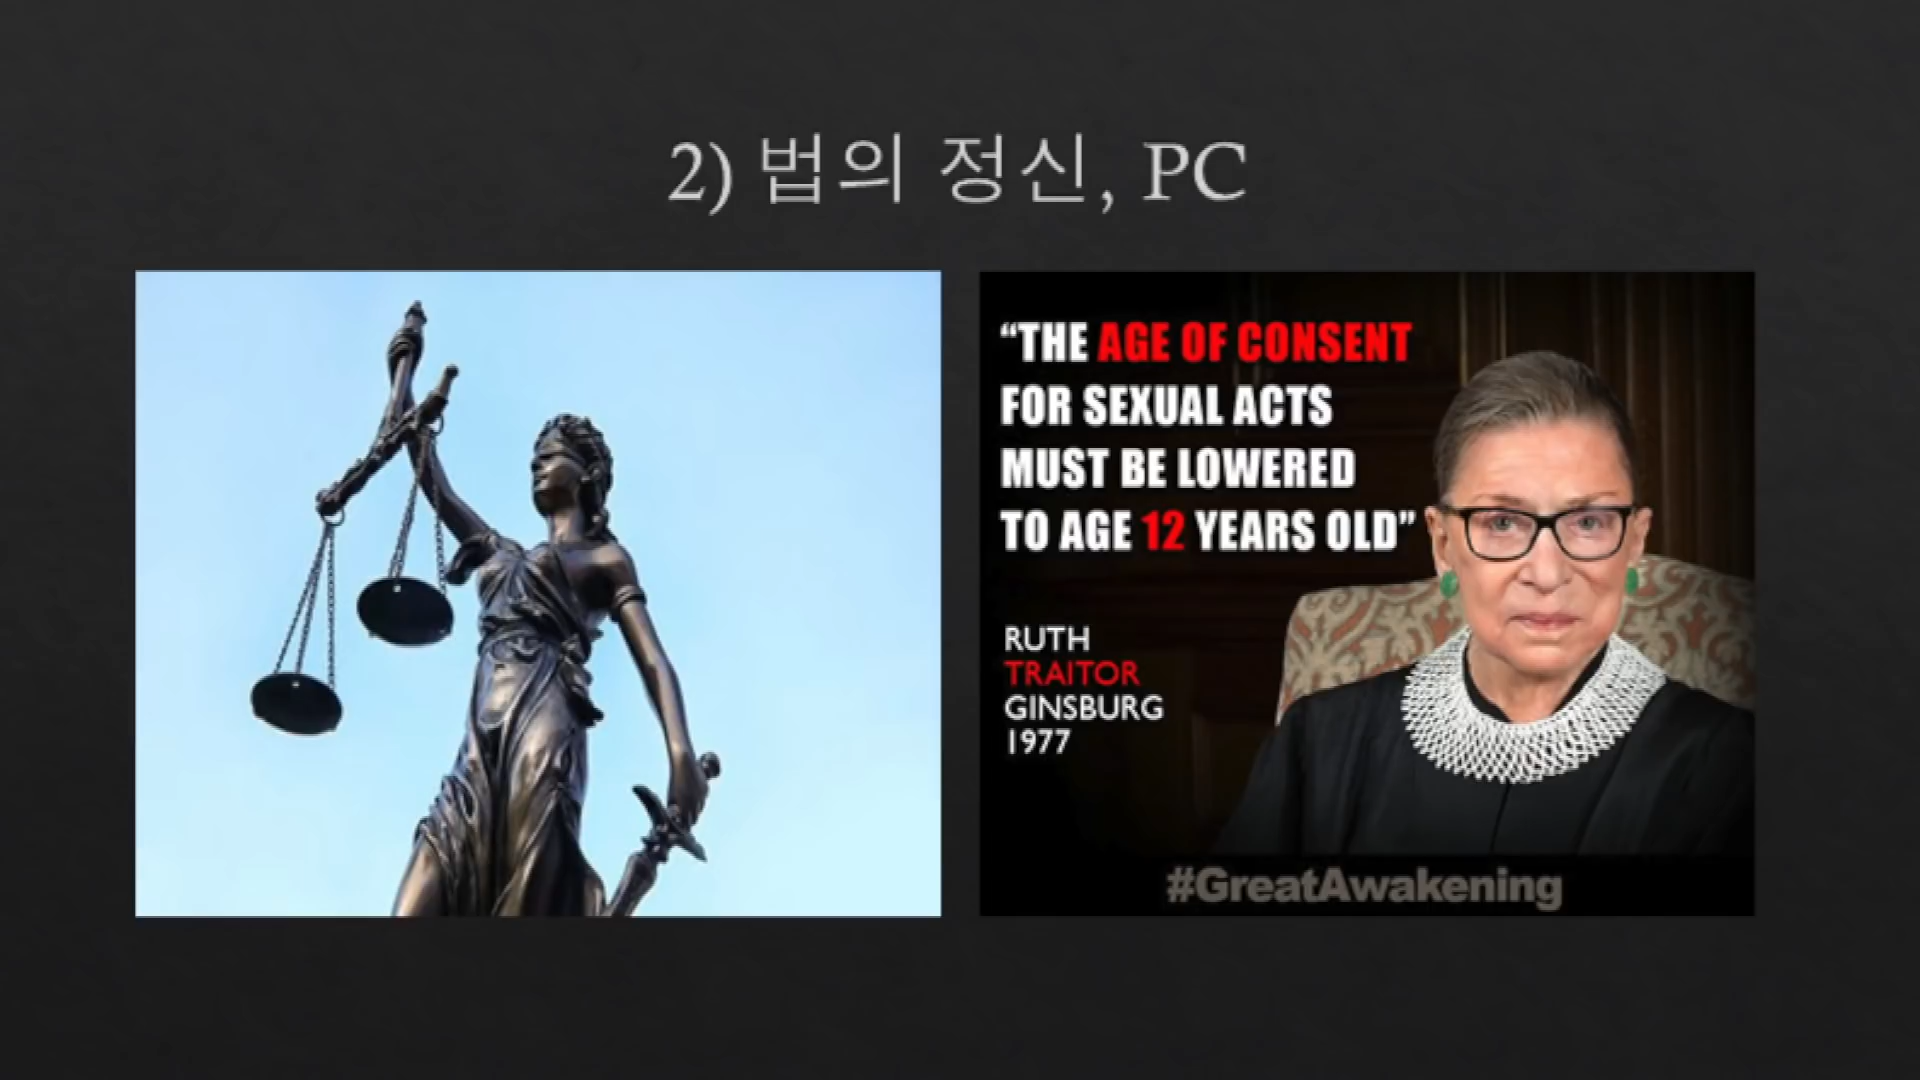 2) 법의 정신, PC
“THE AGE OF CONSENT
FOR SEXUAL ACTS
MUST BE LOWERED
TO AGE 12 YEARS OLD”
RUTH
TRAITOR
GINSBURG
1977
#GreatAwakening